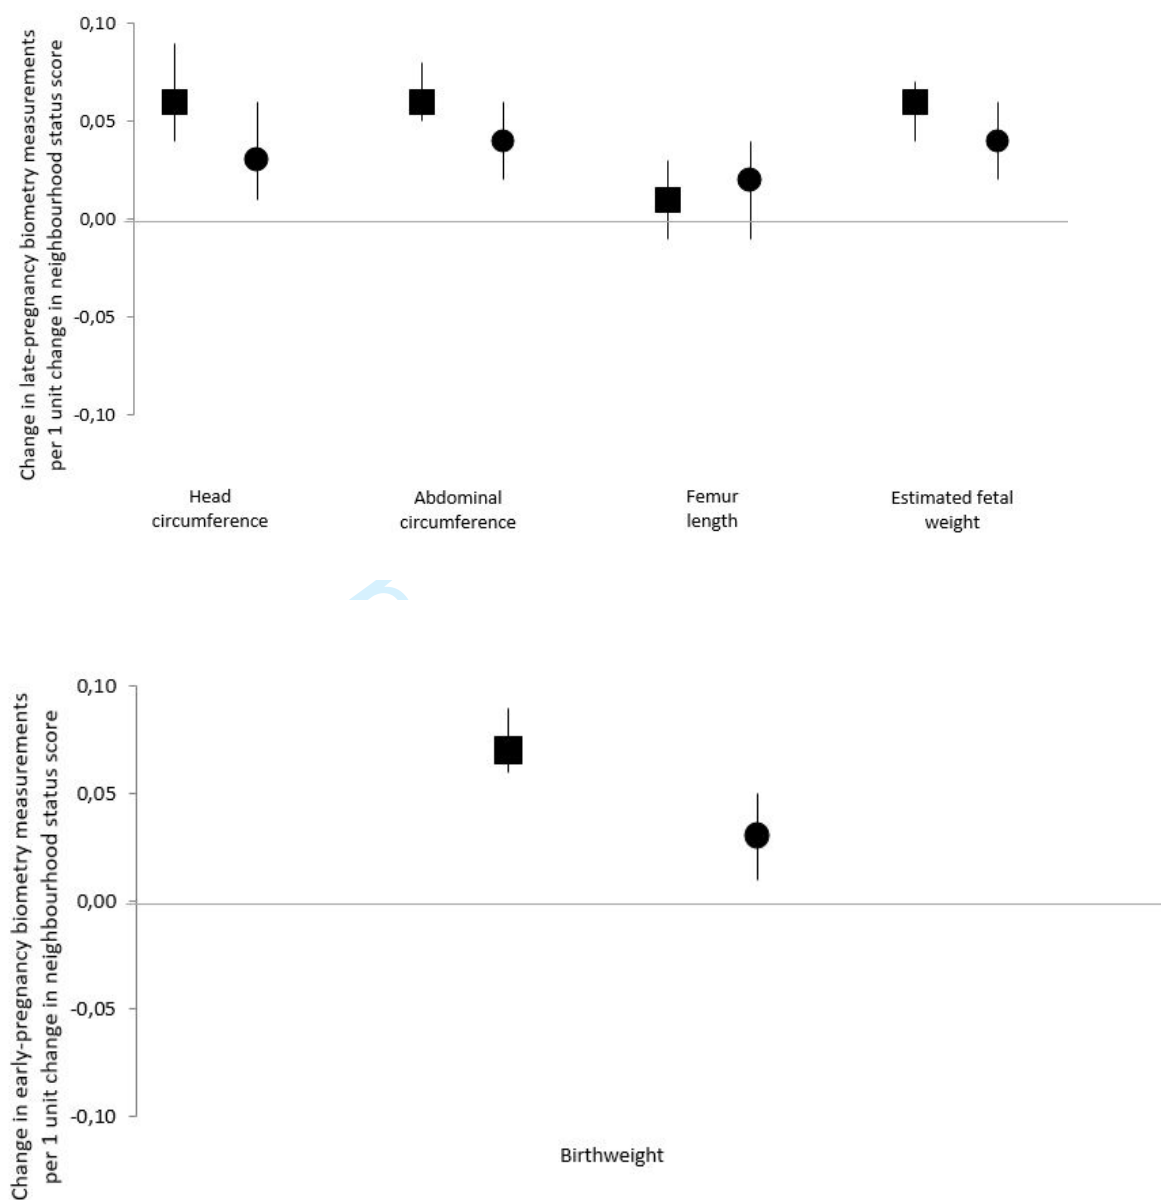 Change in late-pregnancy biometry measurements
per 1 unit change in neighbourhood status score
0,10
0,05
0,00
-0,05
-0,10
Head
circumference
Abdominal
circumference
Femur
length
Estimated fetal
weight
Change in early-pregnancy biometry measurements
per 1 unit change in neighbourhood status score
0,10
0,05
0,00
-0,05
-0,10
Birthweight